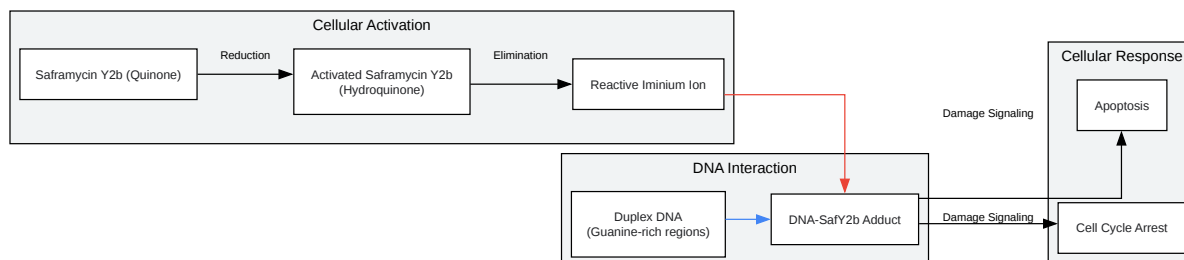 Cellular Activation
Saframycin Y2b (Quinone)
Reduction
Activated Saframycin Y2b
(Hydroquinone)
Elimination
Reactive Iminium Ion
DNA Interaction
Duplex DNA
(Guanine-rich regions)
DNA-SafY2b Adduct
Damage Signaling
Damage Signaling
Cellular Response
Apoptosis
Cell Cycle Arrest